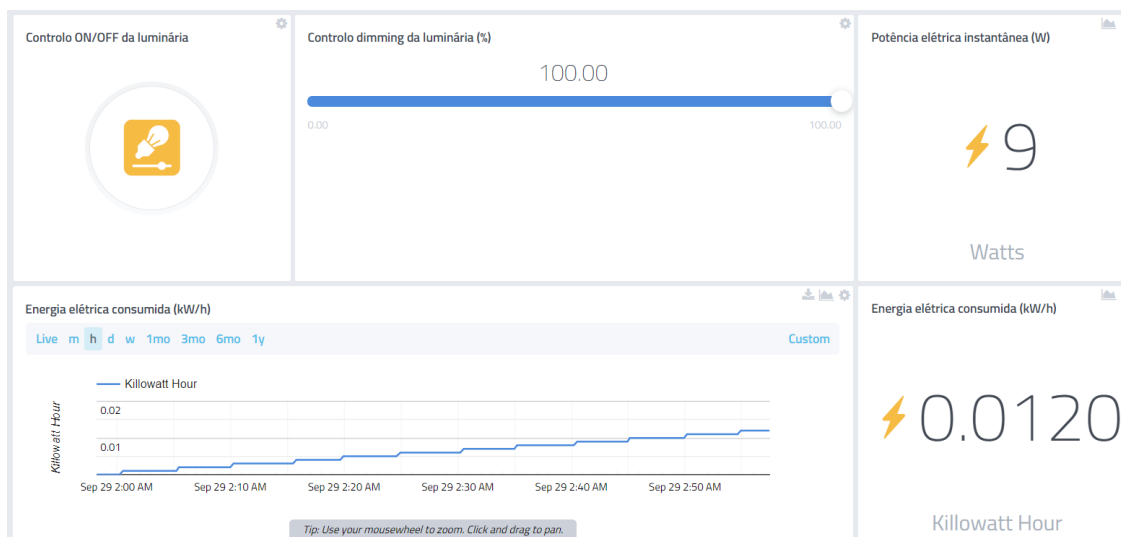 Controlo ON/OFF da luminária
Controlo dimming da luminária (%)
100.00
0.00
100.00
Potência elétrica instantânea (W)
9
Watts
Energia elétrica consumida (kW/h)
Live m h d w 1mo 3mo 6mo 1y
Custom
Killowatt Hour
Killowatt Hour
0.02
0.01
Sep 29 2:00 AM Sep 29 2:10 AM Sep 29 2:20 AM Sep 29 2:30 AM Sep 29 2:40 AM Sep 29 2:50 AM
Tip: Use your mousewheel to zoom. Click and drag to pan.
Energia elétrica consumida (kW/h)
0.0120
Killowatt Hour